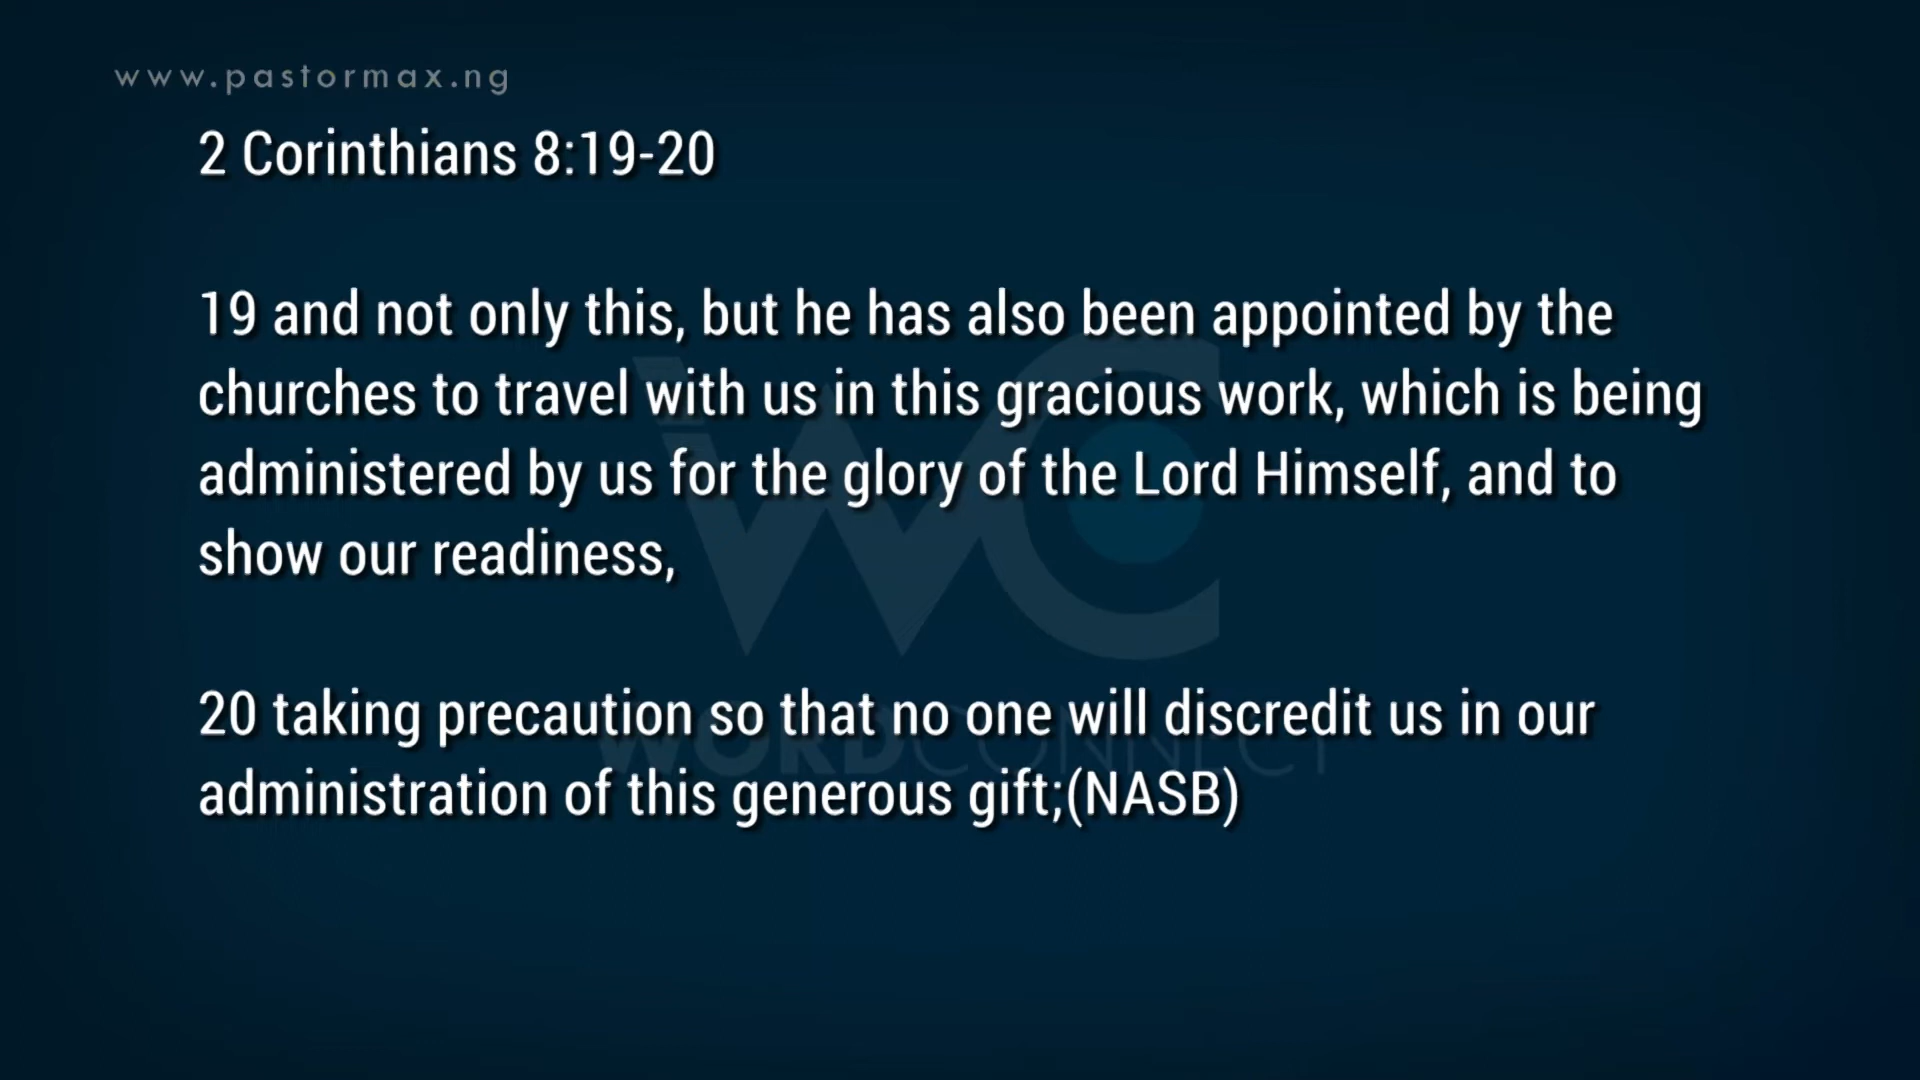 www.pastormax.ng
2 Corinthians 8:19-20
19 and not only this, but he has also been appointed by the
churches to travel with us in this gracious work, which is being
administered by us for the glory of the Lord Himself, and to
show our readiness,
20 taking precaution so that no one will discredit us in our
administration of this generous gift;(NASB)
WC
WORDCONNECT